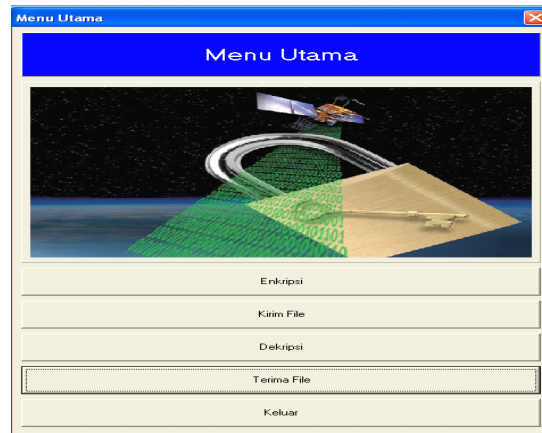 Menu Utama
Menu Utama
Enkripsi
Kirim File
Dekripsi
Terima File
Keluar